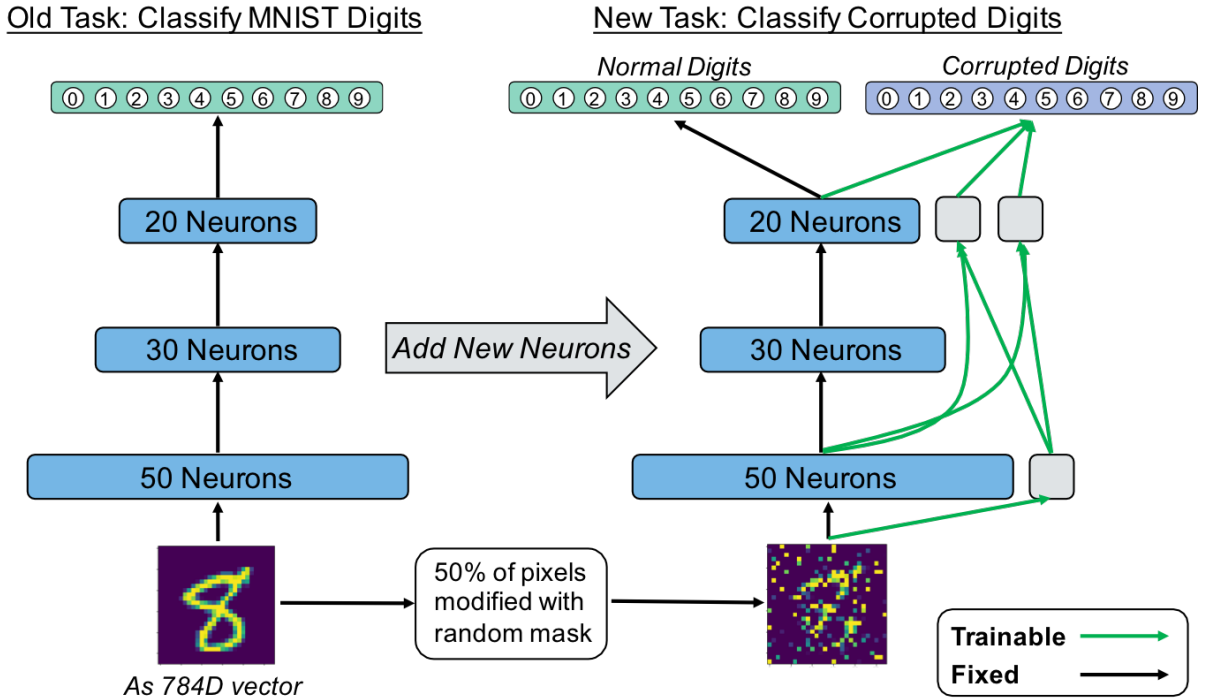 Old Task: Classify MNIST Digits
New Task: Classify Corrupted Digits
Normal Digits
Corrupted Digits
0 1 2 3 4 5 6 7 8 9
0 1 2 3 4 5 6 7 8 9
0 1 2 3 4 5 6 7 8 9
20 Neurons
20 Neurons
30 Neurons
Add New Neurons
30 Neurons
50 Neurons
50 Neurons
50% of pixels
modified with
random mask
As 784D vector
Trainable
Fixed